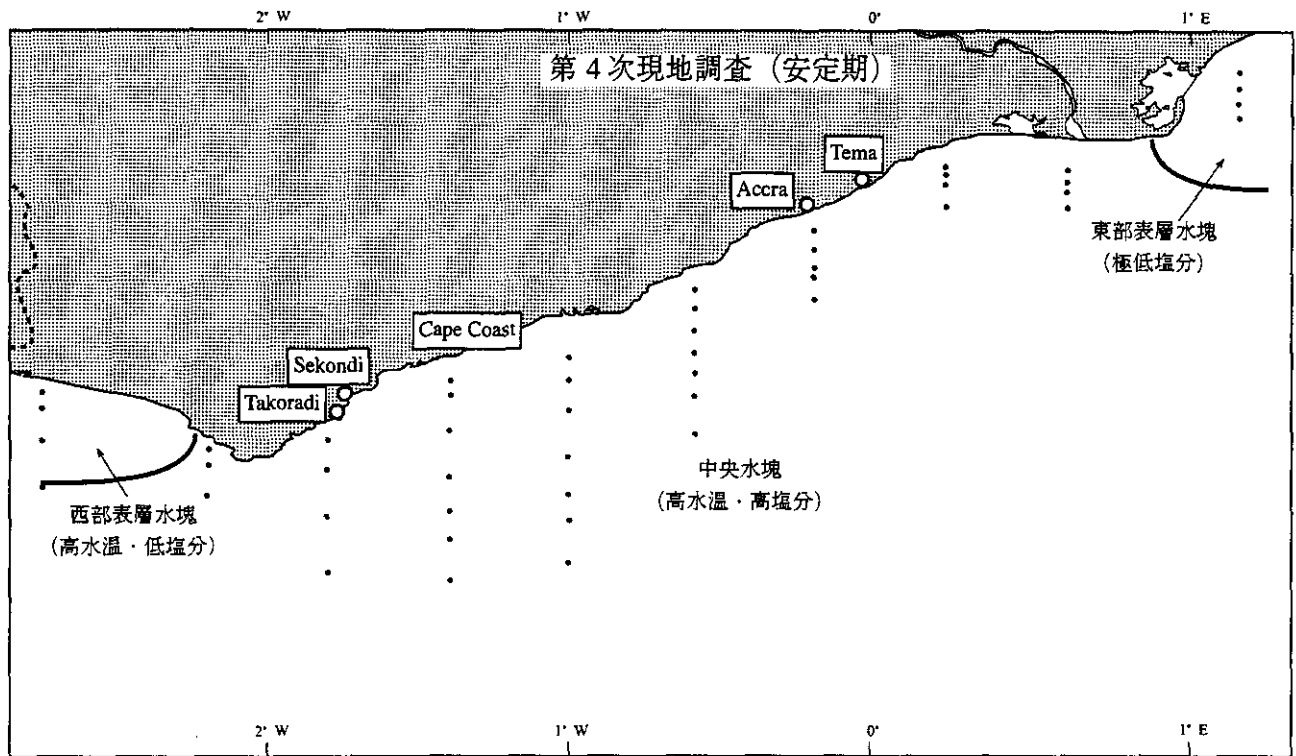 2° W
1° W
0°
1° E
第4次現地調査（安定期）
Tema
Accra
東部表層水塊
（極低塩分）
Cape Coast
Sekondi
Takoradi
中央水塊
（高水温・高塩分）
西部表層水塊
（高水温・低塩分）
2° W
1° W
0°
1° E